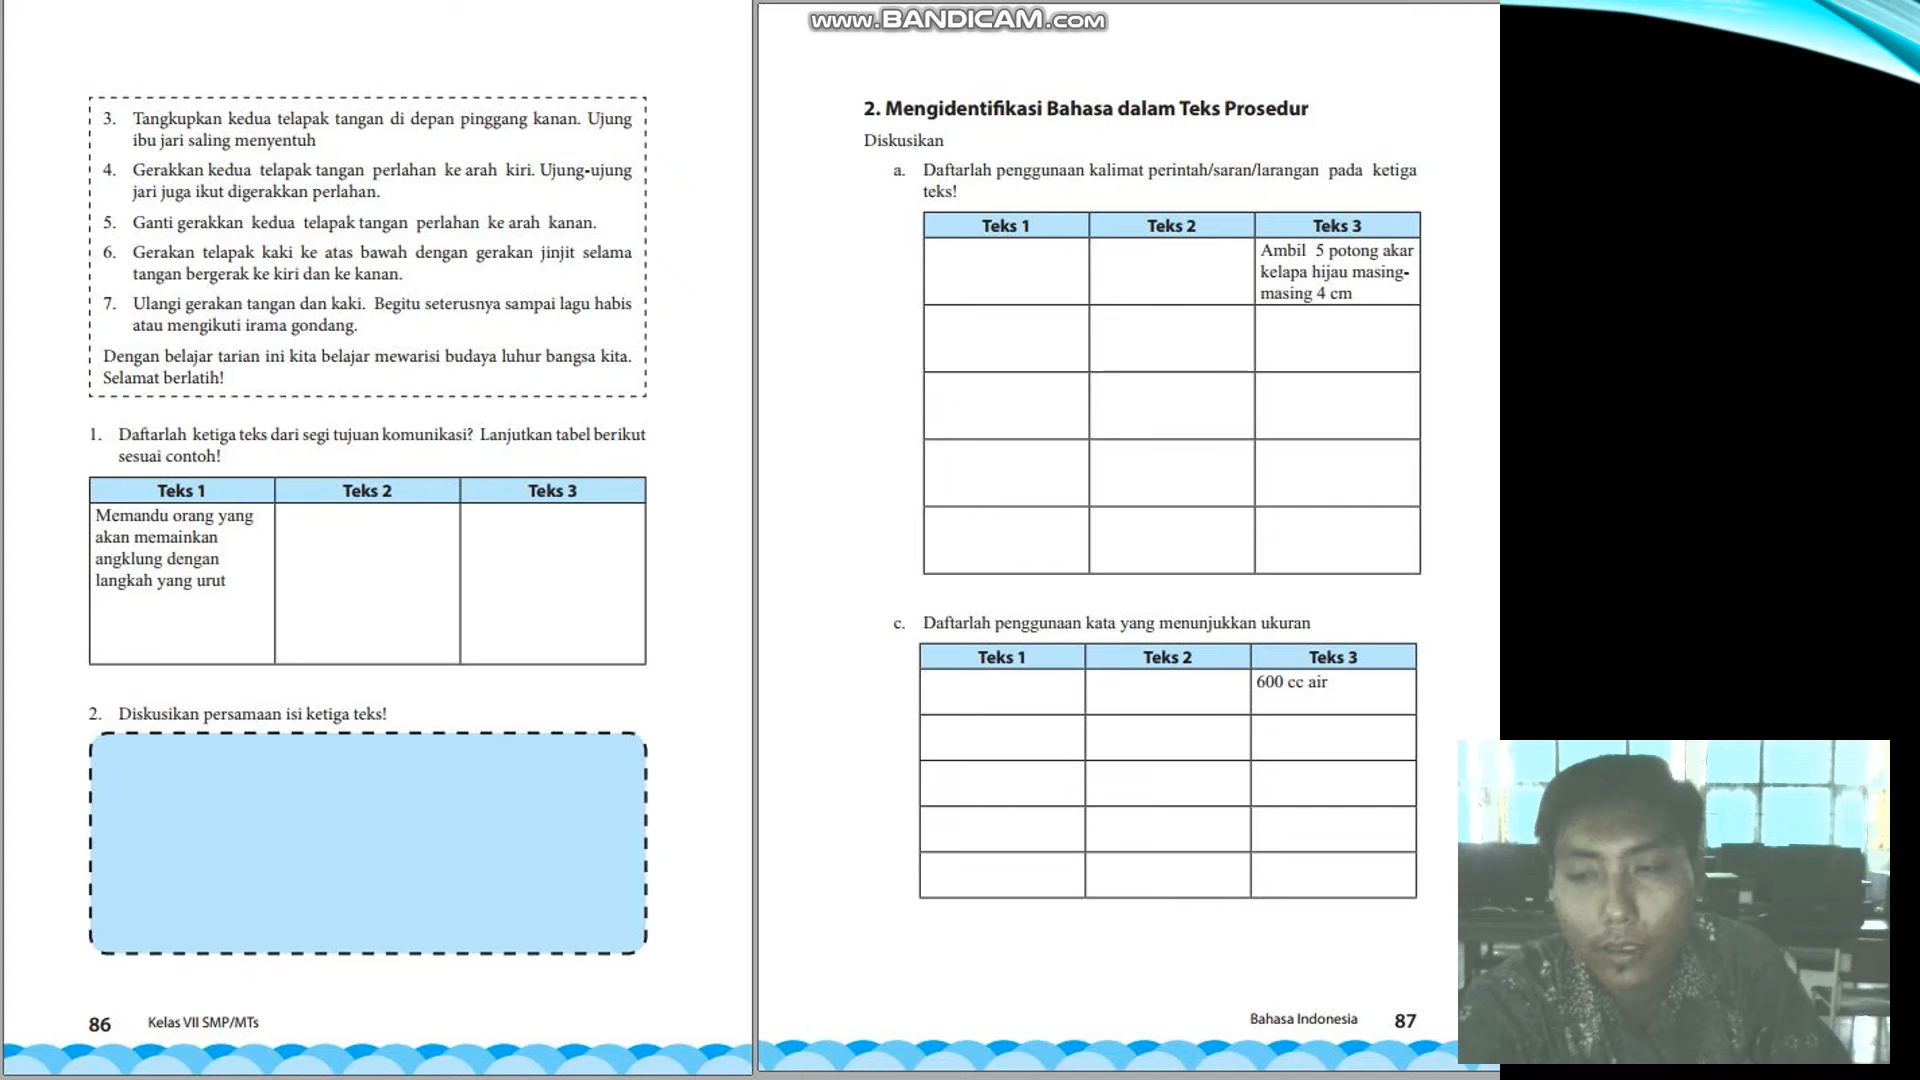 www.BANDICAM.com
3. Tangkupkan kedua telapak tangan di depan pinggang kanan. Ujung
ibu jari saling menyentuh
4. Gerakkan kedua telapak tangan perlahan ke arah kiri. Ujung-ujung
jari juga ikut digerakkan perlahan.
5. Ganti gerakkan kedua telapak tangan perlahan ke arah kanan.
6. Gerakan telapak kaki ke atas bawah dengan gerakan jinjit selama
tangan bergerak ke kiri dan ke kanan.
7. Ulangi gerakan tangan dan kaki. Begitu seterusnya sampai lagu habis
atau mengikuti irama gondang.
Dengan belajar tarian ini kita belajar mewarisi budaya luhur bangsa kita.
Selamat berlatih!
1. Daftarlah ketiga teks dari segi tujuan komunikasi? Lanjutkan tabel berikut
sesuai contoh!
Teks 1 Teks 2 Teks 3
Memandu orang yang
akan memainkan
angklung dengan
langkah yang urut
2. Diskusikan persamaan isi ketiga teks!
86 Kelas VII SMP/MTs
2. Mengidentifikasi Bahasa dalam Teks Prosedur
Diskusikan
a. Daftarlah penggunaan kalimat perintah/saran/larangan pada ketiga
teks!
Teks 1 Teks 2 Teks 3
Ambil 5 potong akar
kelapa hijau masing-
masing 4 cm
c. Daftarlah penggunaan kata yang menunjukkan ukuran
Teks 1 Teks 2 Teks 3
600 cc air
Bahasa Indonesia 87